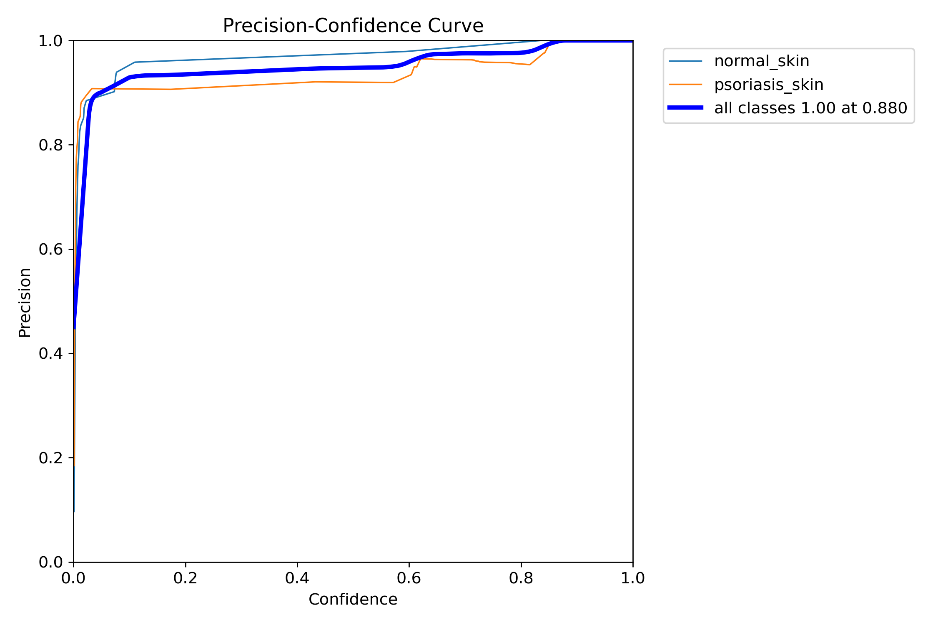 Precision-Confidence Curve
1.0
0.8
0.6
0.4
0.2
0.0
Precision
0.0 0.2 0.4 0.6 0.8 1.0
Confidence
normal_skin
psoriasis_skin
all classes 1.00 at 0.880